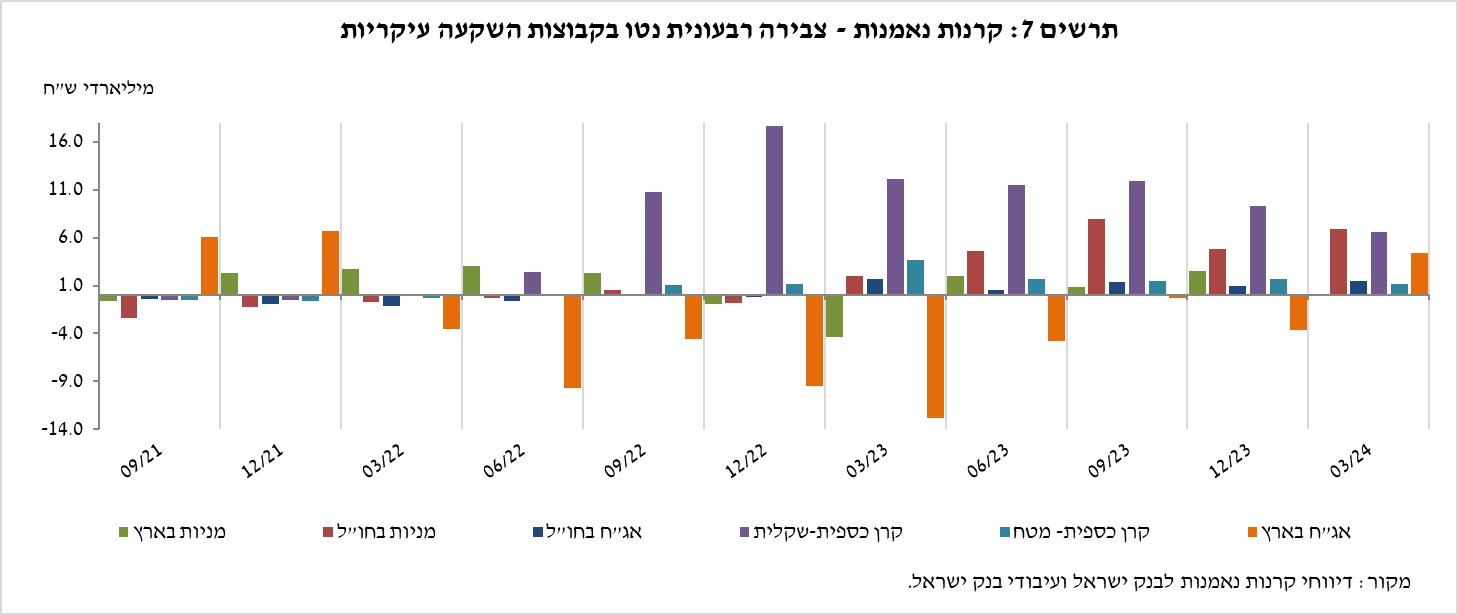 תרשים 7: קרנות נאמנות - צבירה רבעונית נטו בקבוצות השקעה עיקריות
מיליארדי ש"ח
16.0
11.0
6.0
1.0
-4.0
-9.0
-14.0
09/21
12/21
03/22
06/22
09/22
12/22
03/23
06/23
09/23
12/23
03/24
מניות בארץ
מניות בחו"ל
אג"ח בחו"ל
קרן כספית-שקלית
קרן כספית- מטח
אג"ח בארץ
מקור: דיווחי קרנות נאמנות לבנק ישראל ועיבודי בנק ישראל.